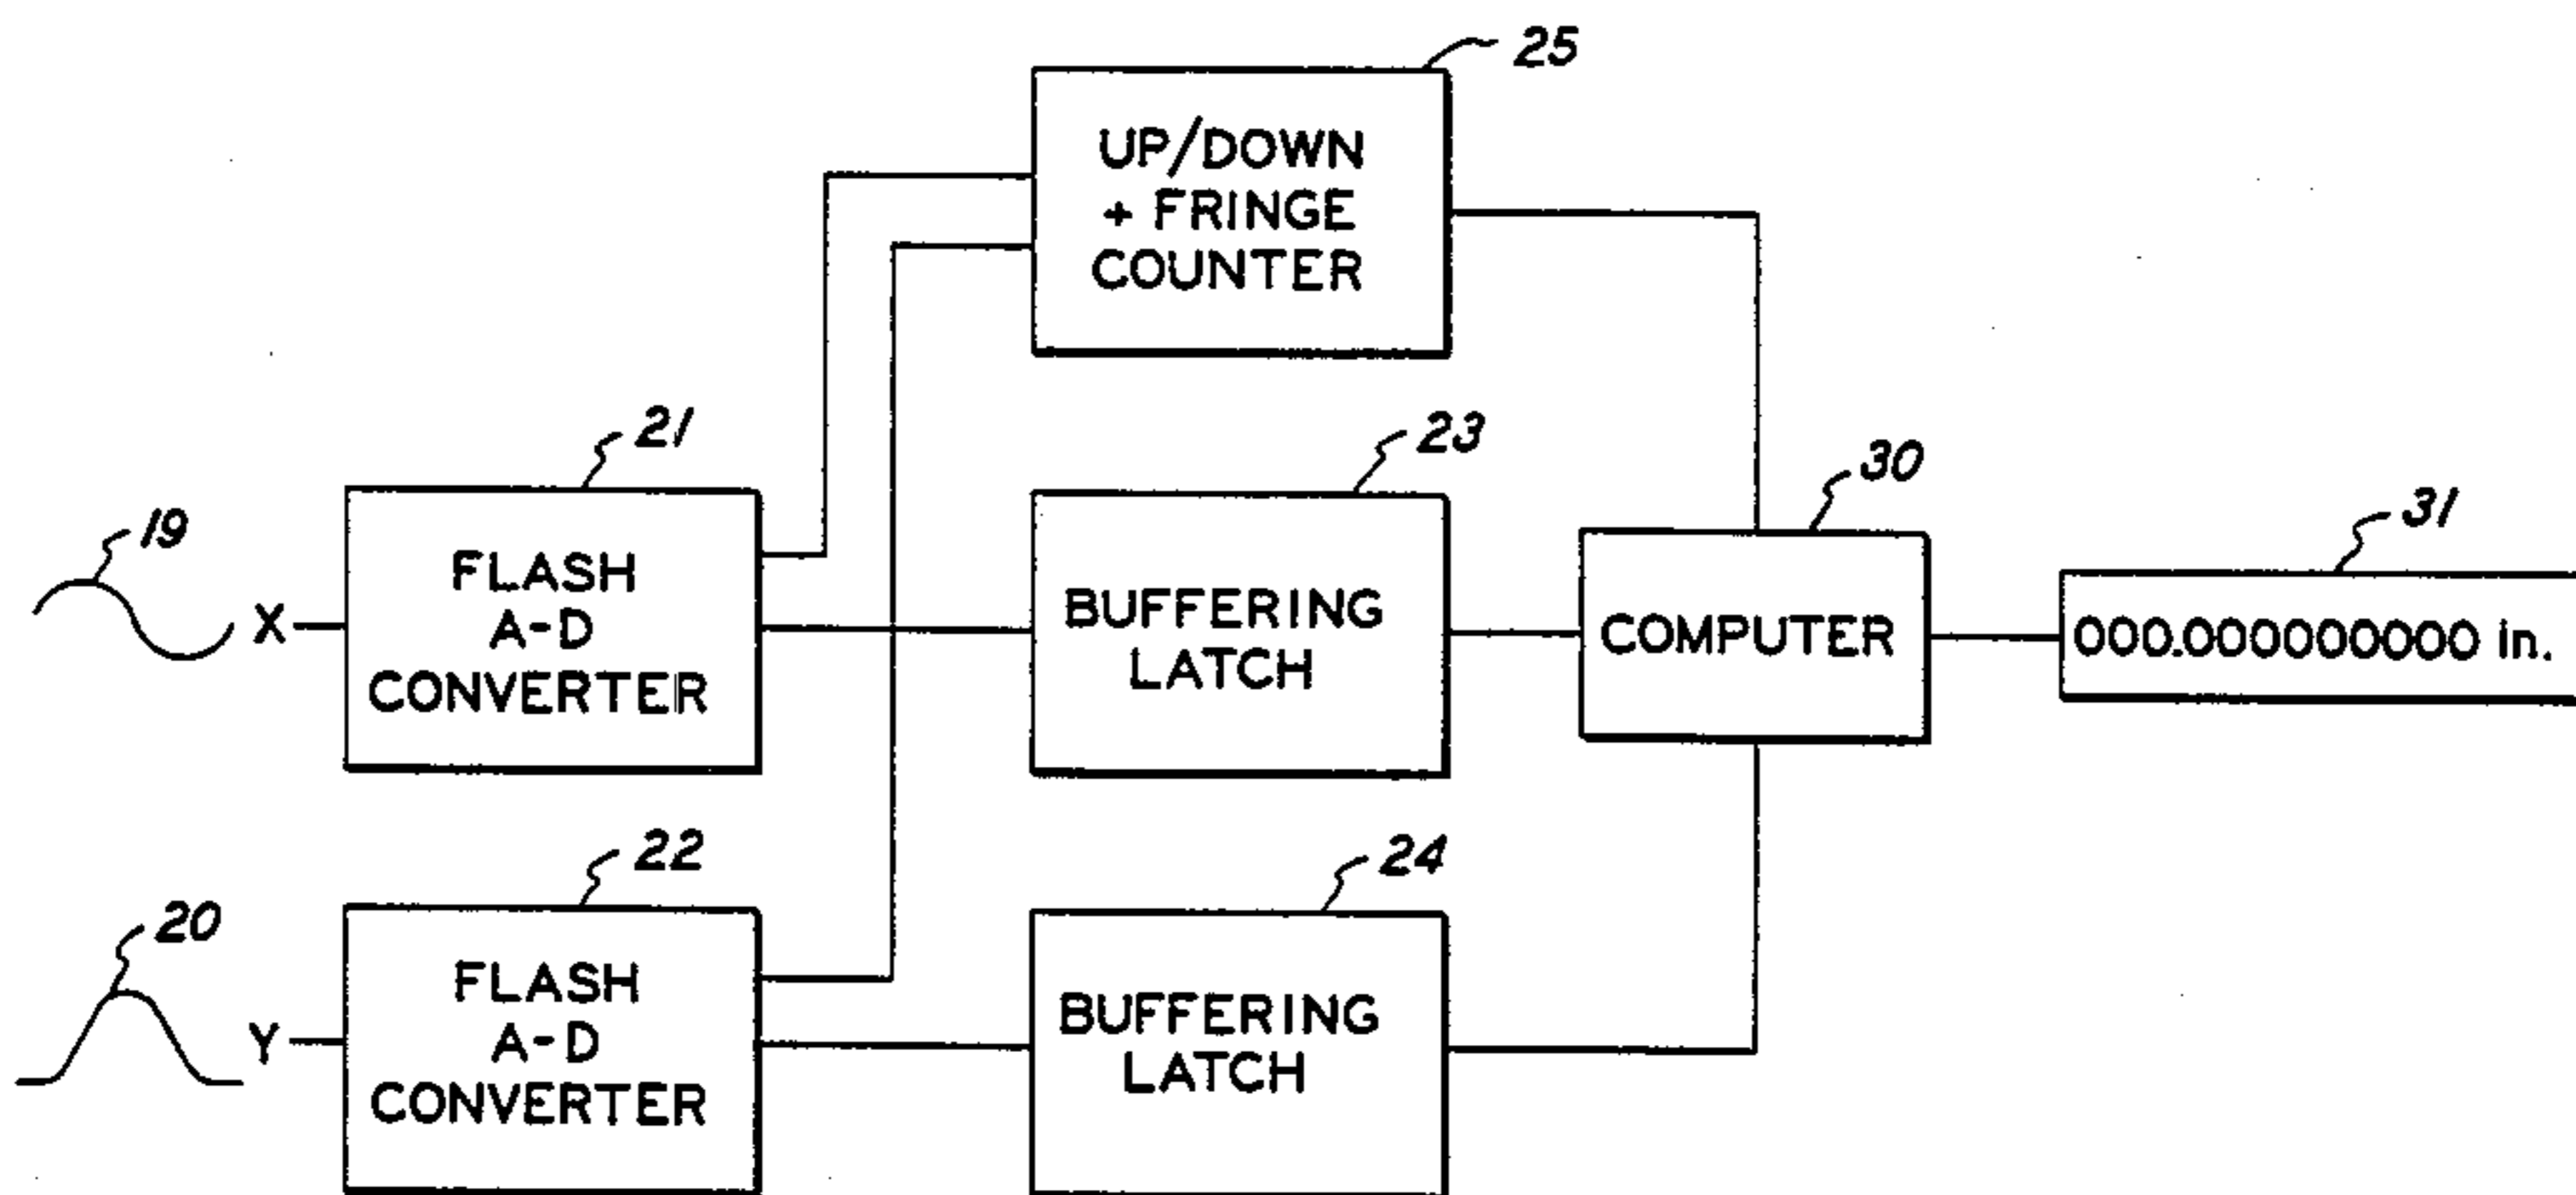 25
UP/DOWN
+ FRINGE
COUNTER
21
23
30
31
19
X
FLASH
A-D
CONVERTER
BUFFERING
LATCH
COMPUTER
000.000000000 in.
22
24
20
Y
FLASH
A-D
CONVERTER
BUFFERING
LATCH